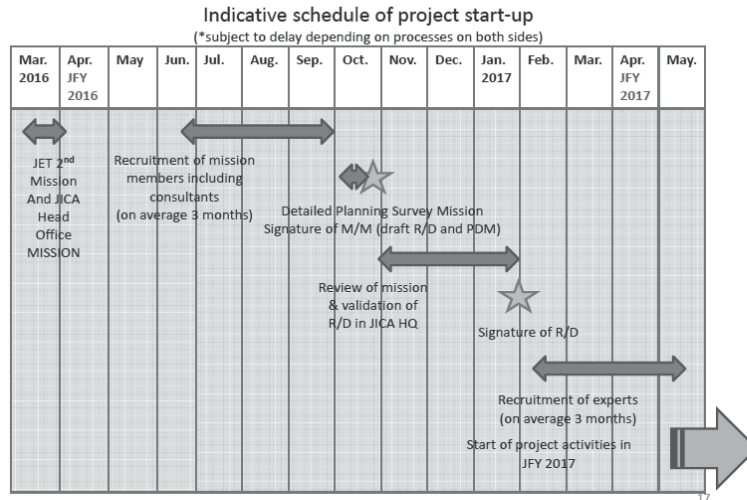 Indicative schedule of project start-up
(*subject to delay depending on processes on both sides)
Mar. 2016
Apr. JFY 2016
May
Jun.
Jul.
Aug.
Sep.
Oct.
Nov.
Dec.
Jan. 2017
Feb.
Mar.
Apr. JFY 2017
May.
JET 2nd
Mission
And JICA
Head
Office
MISSION
Recruitment of mission
members including
consultants
(on average 3 months)
Detailed Planning Survey Mission
Signature of M/M (draft R/D and PDM)
Review of mission
& validation of
R/D in JICA HQ
Signature of R/D
Recruitment of experts
(on average 3 months)
Start of project activities in
JFY 2017
17